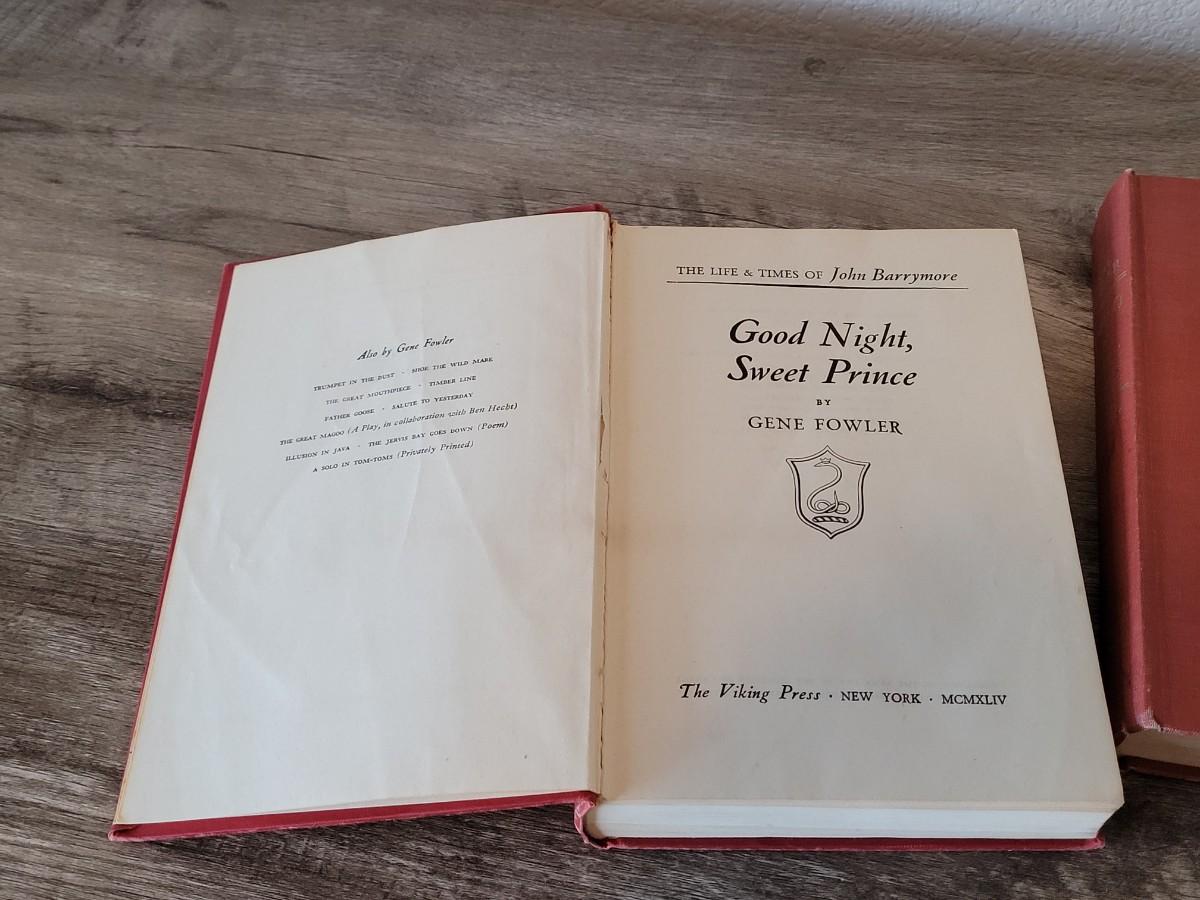 Also by Gene Fowler
TRUMPET IN THE DUST · SHOE THE WILD MARE
THE GREAT MOUTHPIECE · TIMBER LINE
FATHER GOOSE · SALUTE TO YESTERDAY
THE GREAT MAGOO (A Play, in collaboration with Ben Hecht)
ILLUSION IN JAVA · THE JERVIS BAY GOES DOWN (Poem)
A SOLO IN TOM-TOMS (Privately Printed)
THE LIFE & TIMES OF John Barrymore
Good Night,
Sweet Prince
BY
GENE FOWLER
The Viking Press · NEW YORK · MCMXLIV